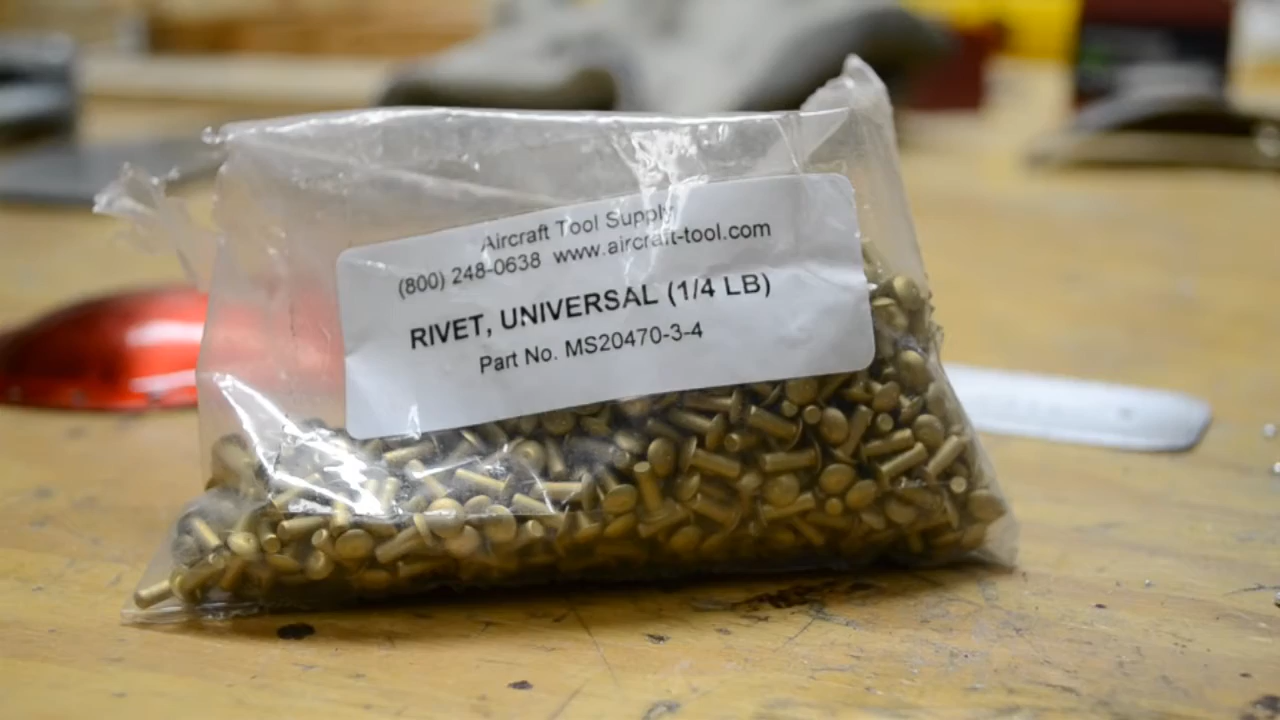 Aircraft Tool Supply
(800) 248-0638 www.aircraft-tool.com
RIVET, UNIVERSAL (1/4 LB)
Part No. MS20470-3-4